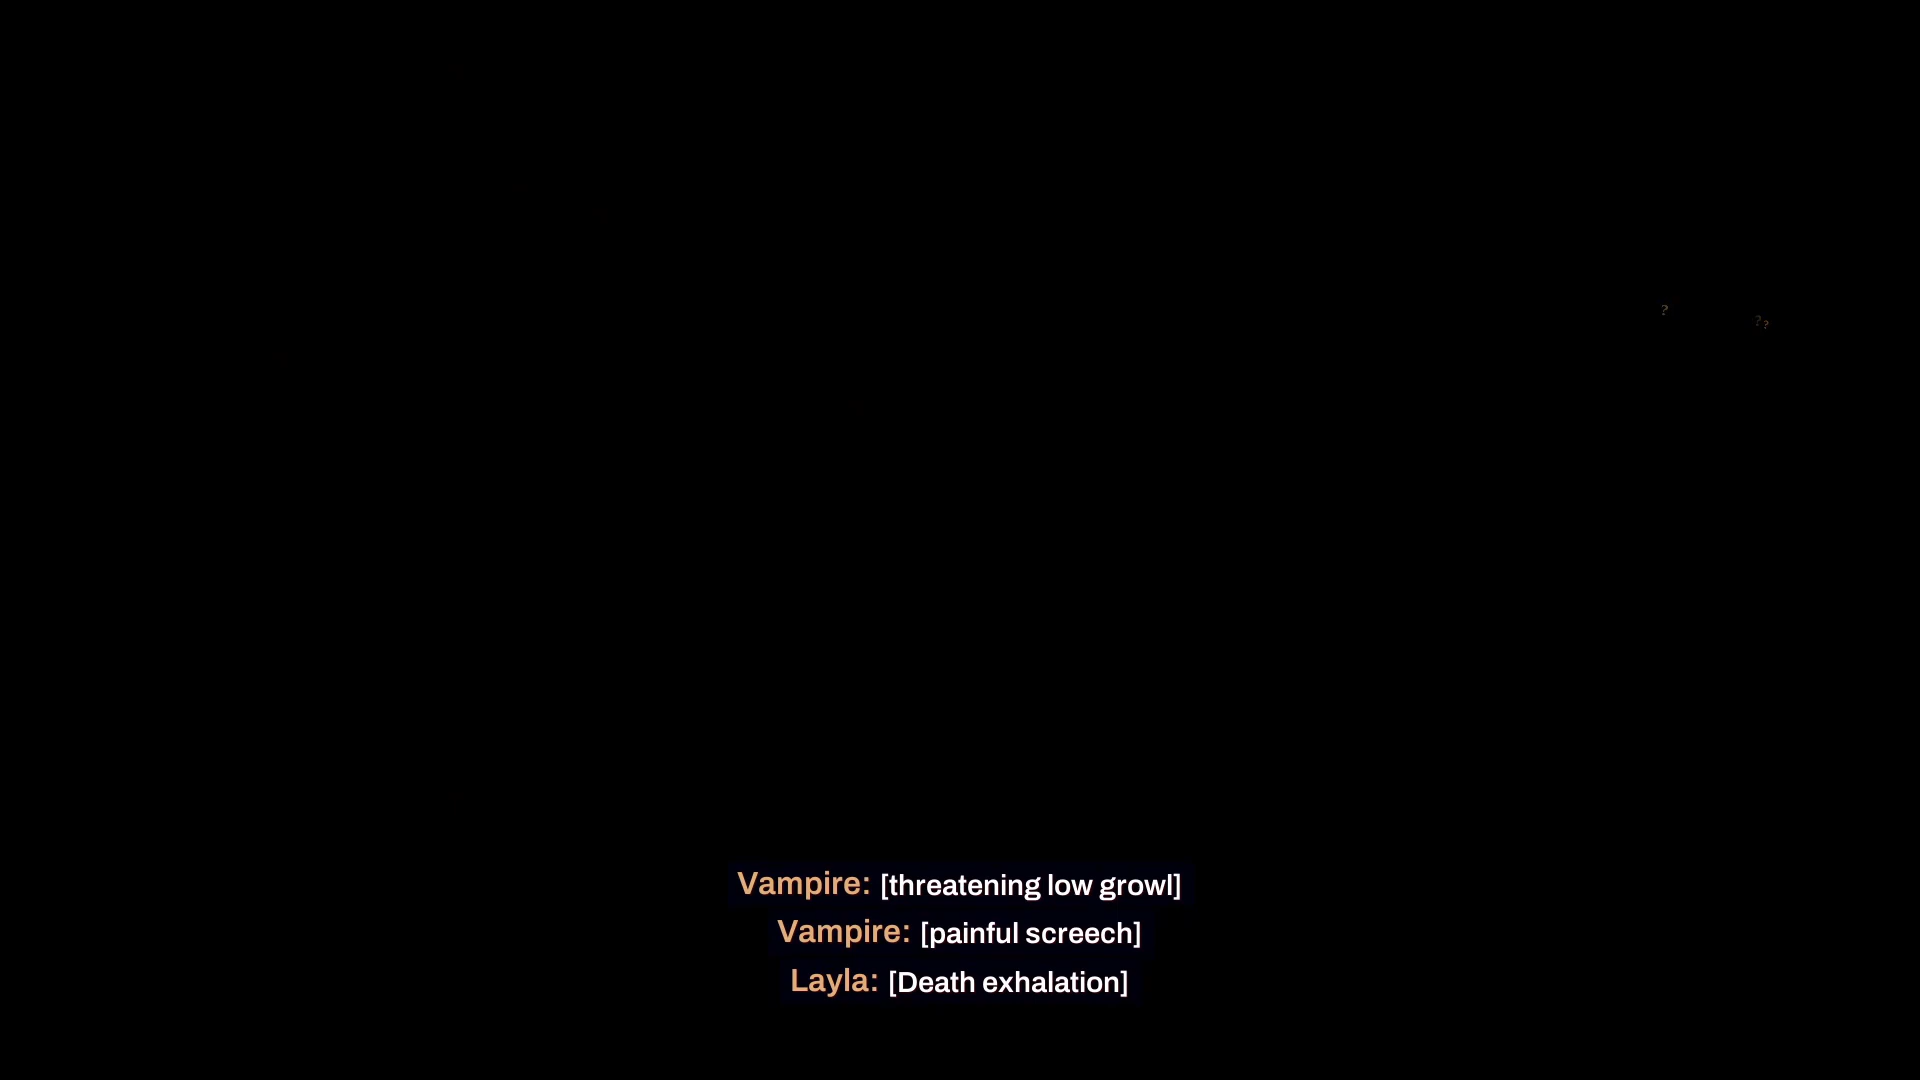 ?
? ?
Vampire: [threatening low growl]
Vampire: [painful screech]
Layla: [Death exhalation]